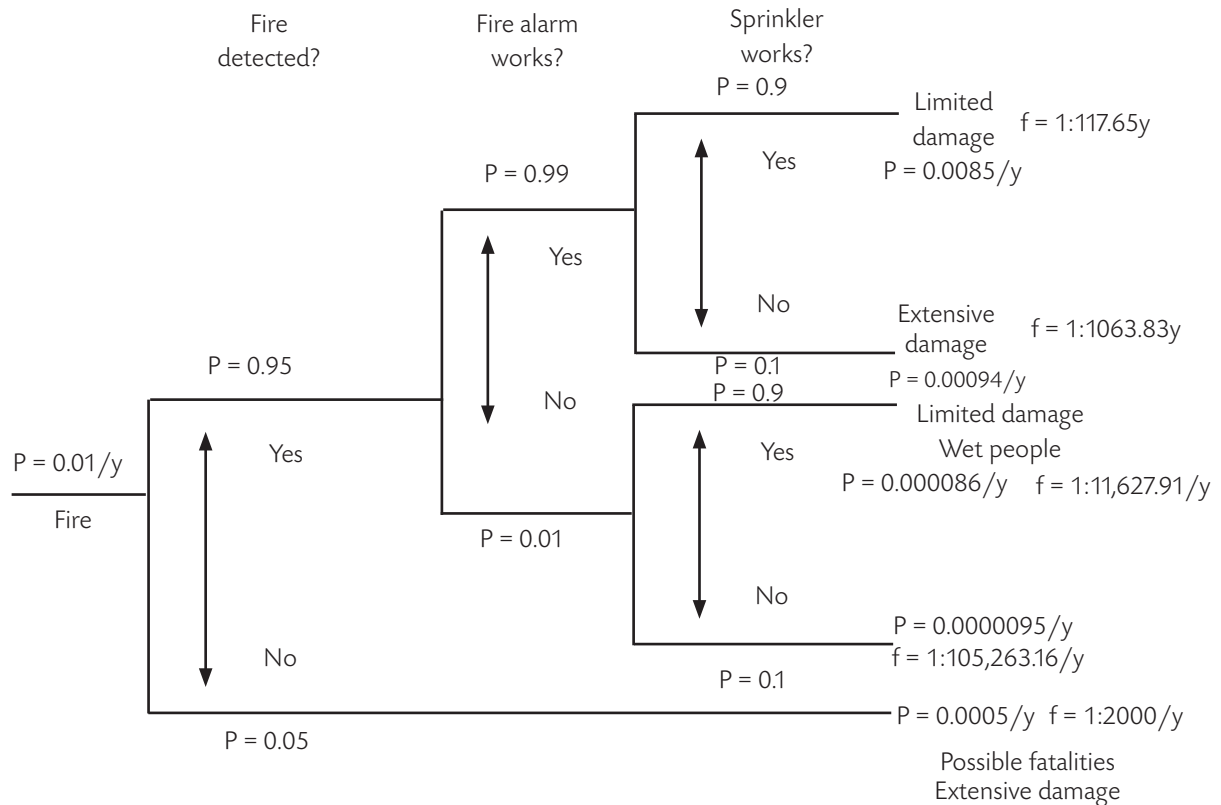 Fire
detected?
Fire alarm
works?
Sprinkler
works?
P = 0.9
Limited
damage
f = 1:117.65y
P = 0.0085/y
Yes
P = 0.99
Yes
No
Extensive
damage
f = 1:1063.83y
P = 0.1
P = 0.00094/y
P = 0.95
No
P = 0.9
Limited damage
Wet people
P = 0.000086/y
f = 1:11,627.91/y
Yes
Yes
P = 0.01/y
Fire
P = 0.01
No
P = 0.0000095/y
f = 1:105,263.16/y
No
P = 0.1
P = 0.0005/y
f = 1:2000/y
P = 0.05
Possible fatalities
Extensive damage